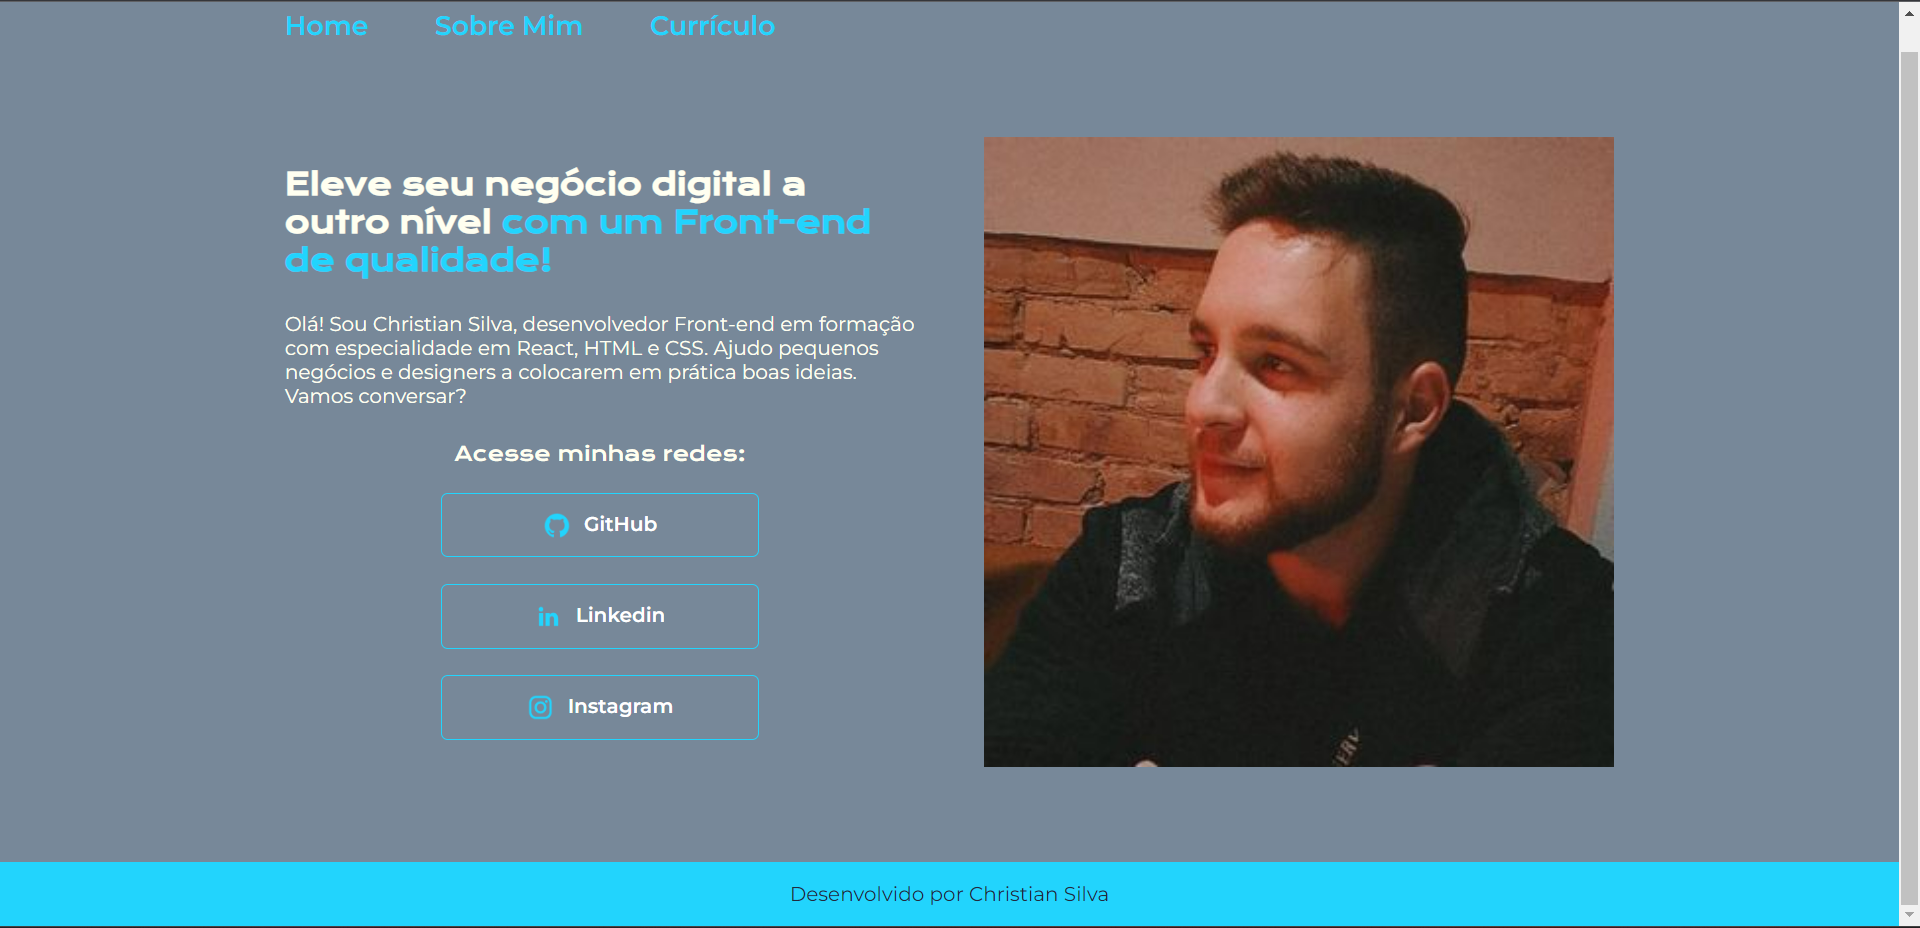 Home Sobre Mim Currículo
Eleve seu negócio digital a
outro nível com um Front-end
de qualidade!
Olá! Sou Christian Silva, desenvolvedor Front-end em formação
com especialidade em React, HTML e CSS. Ajudo pequenos
negócios e designers a colocarem em prática boas ideias.
Vamos conversar?
Acesse minhas redes:
GitHub
in Linkedin
Instagram
Desenvolvido por Christian Silva